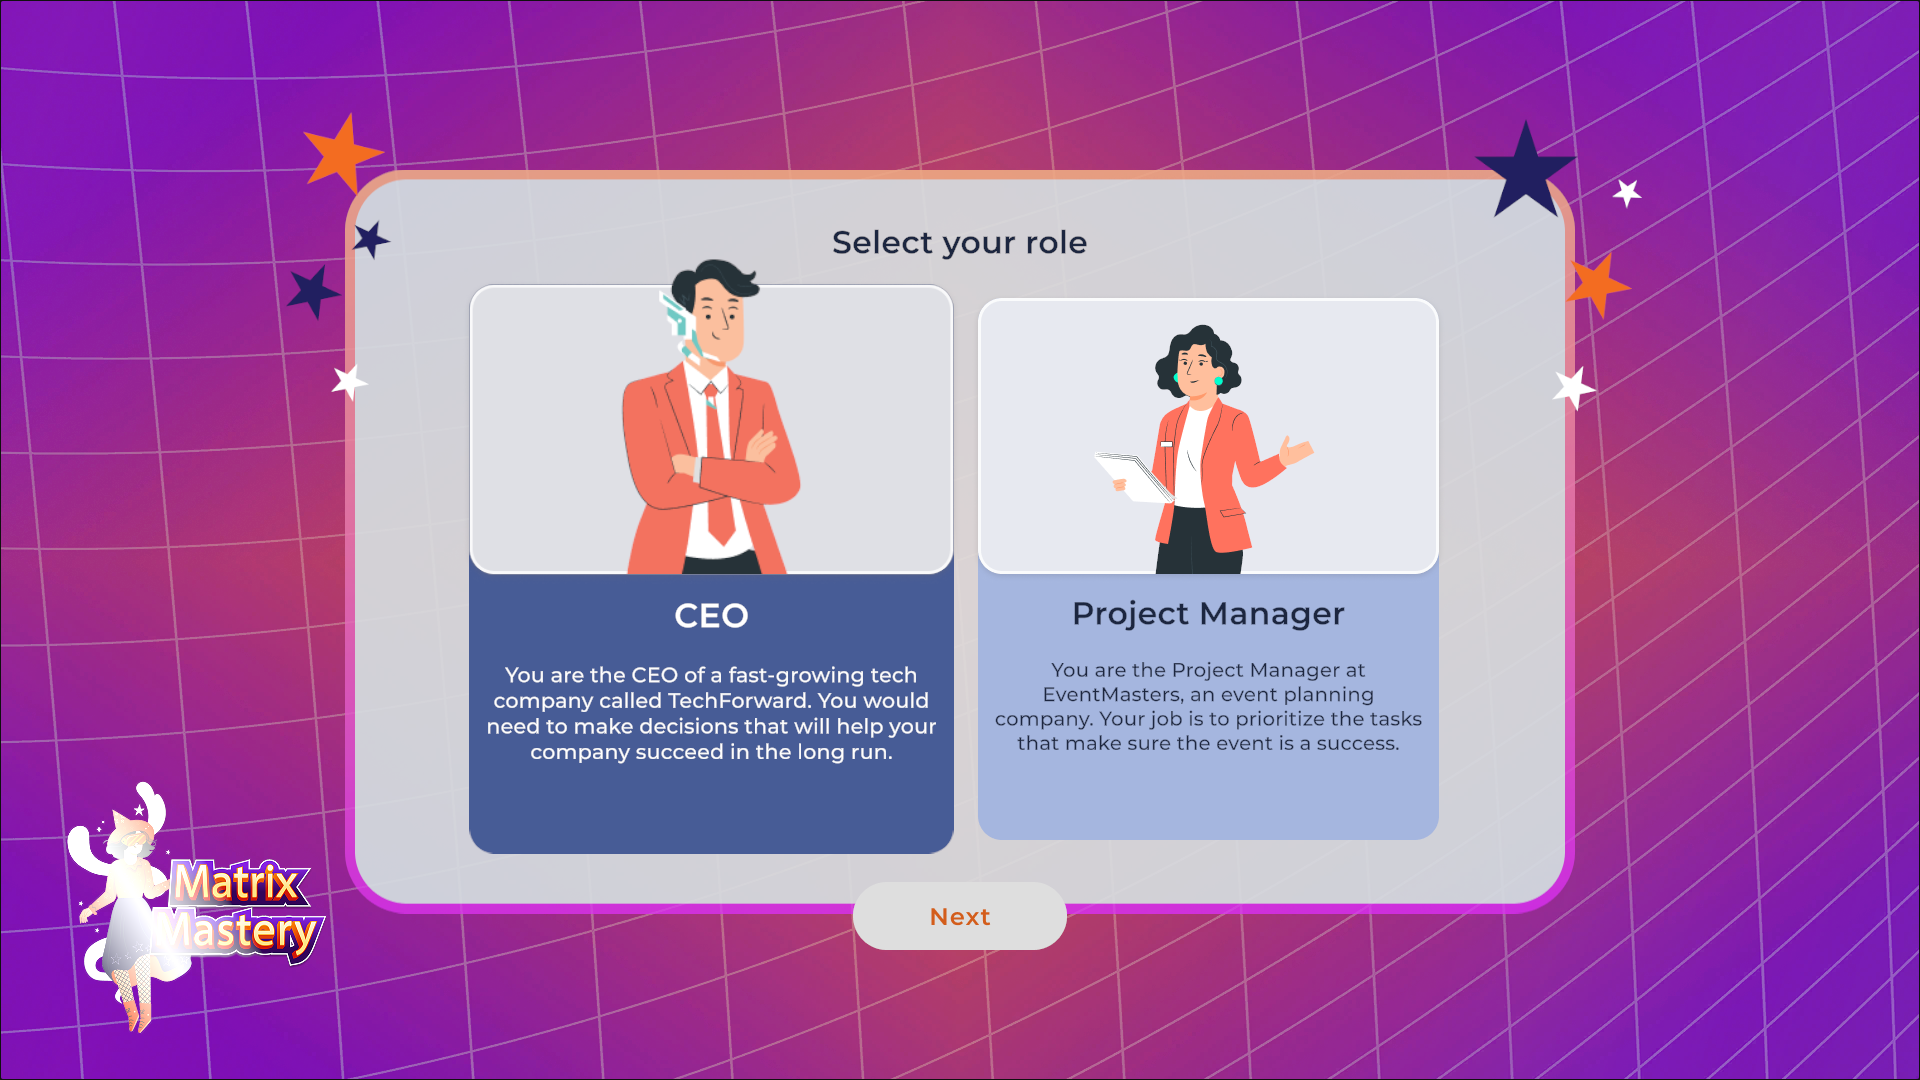 Select your role
CEO
You are the CEO of a fast-growing tech
company called TechForward. You would
need to make decisions that will help your
company succeed in the long run.
Project Manager
You are the Project Manager at
EventMasters, an event planning
company. Your job is to prioritize the tasks
that make sure the event is a success.
Next
Matrix
Mastery